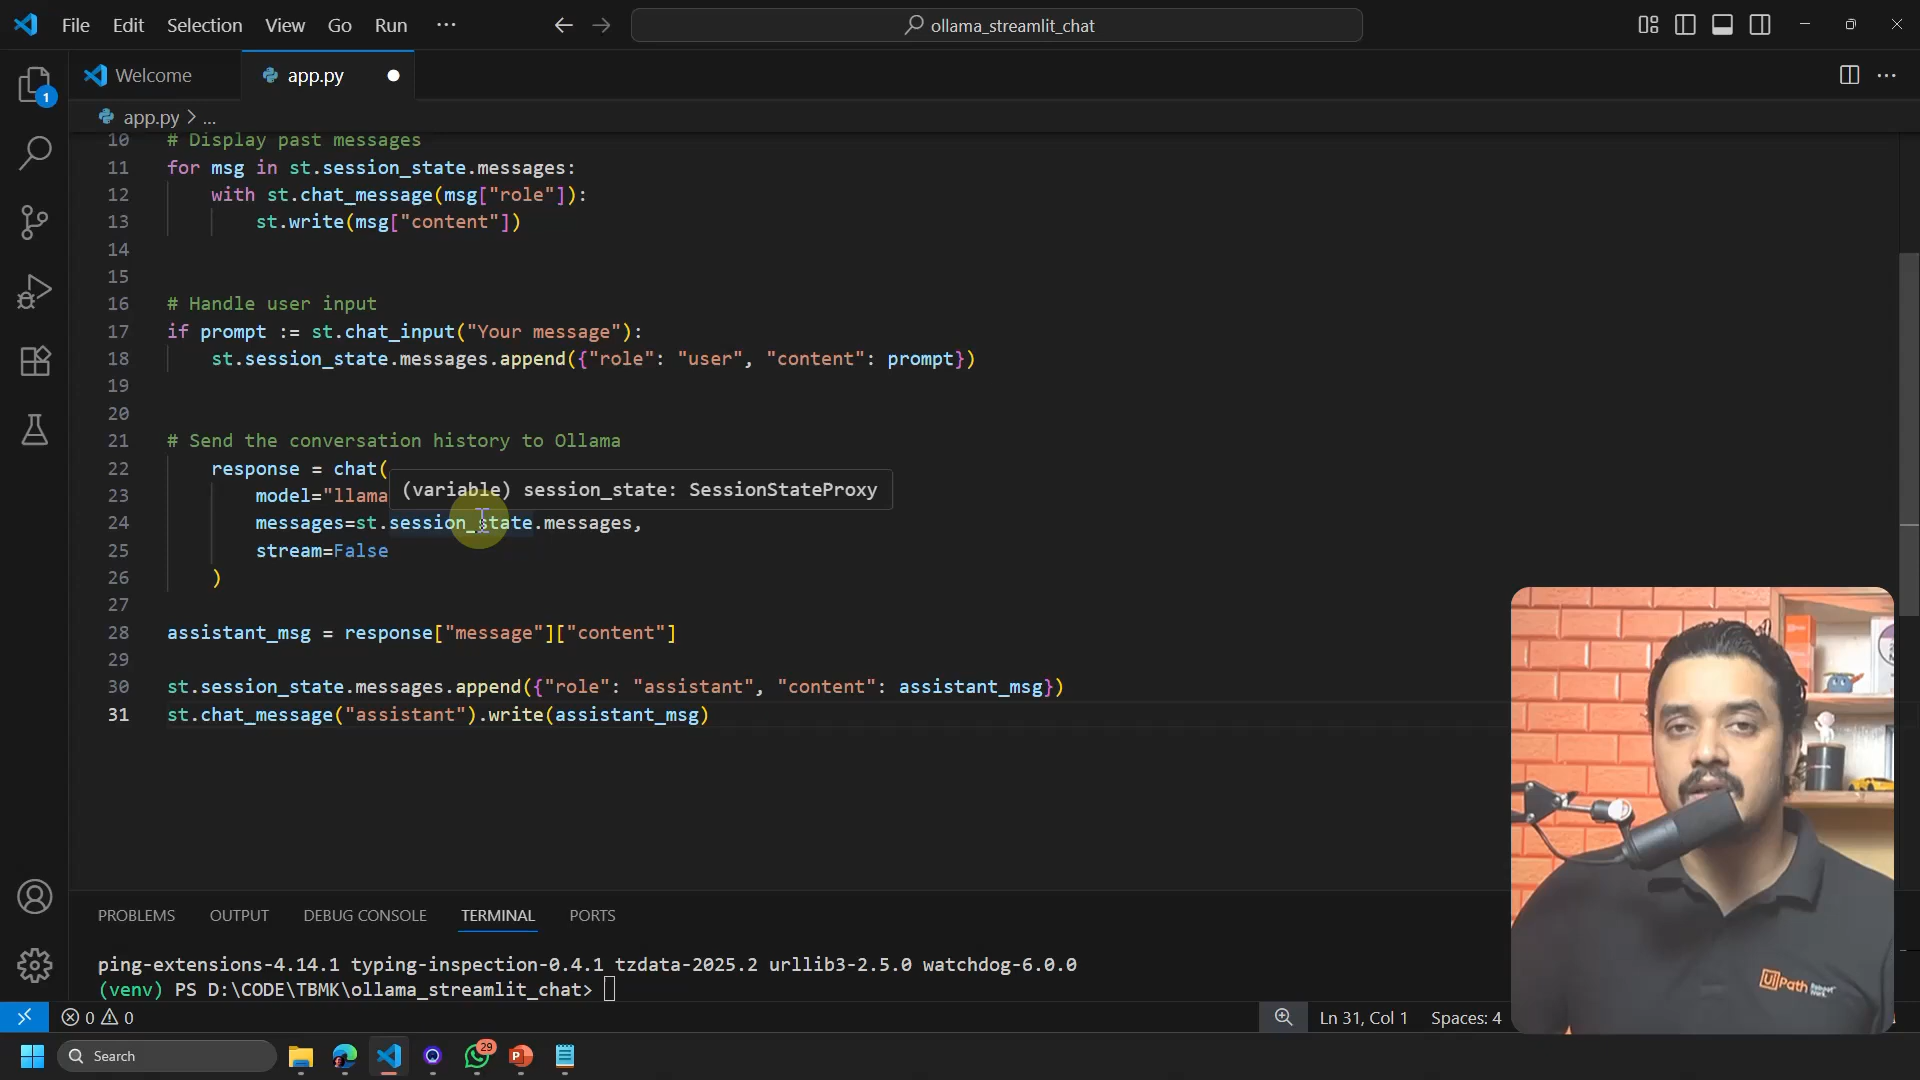 File Edit Selection View Go Run ··· ollama_streamlit_chat
Welcome app.py
app.py > ...
10 # Display past messages
11 for msg in st.session_state.messages:
12 with st.chat_message(msg["role"]):
13 st.write(msg["content"])
14
15
16 # Handle user input
17 if prompt := st.chat_input("Your message"):
18 st.session_state.messages.append({"role": "user", "content": prompt})
19
20
21 # Send the conversation history to Ollama
22 response = chat(
(variable) session_state: SessionStateProxy
23 model="llama
24 messages=st.session_state.messages,
25 stream=False
26 )
27
28 assistant_msg = response["message"]["content"]
29
30 st.session_state.messages.append({"role": "assistant", "content": assistant_msg})
31 st.chat_message("assistant").write(assistant_msg)
PROBLEMS OUTPUT DEBUG CONSOLE TERMINAL PORTS
ping-extensions-4.14.1 typing-inspection-0.4.1 tzdata-2025.2 urllib3-2.5.0 watchdog-6.0.0
(venv) PS D:\CODE\TBMK\ollama_streamlit_chat>
UiPath
0 0 Ln 31, Col 1 Spaces: 4
Search 29
1